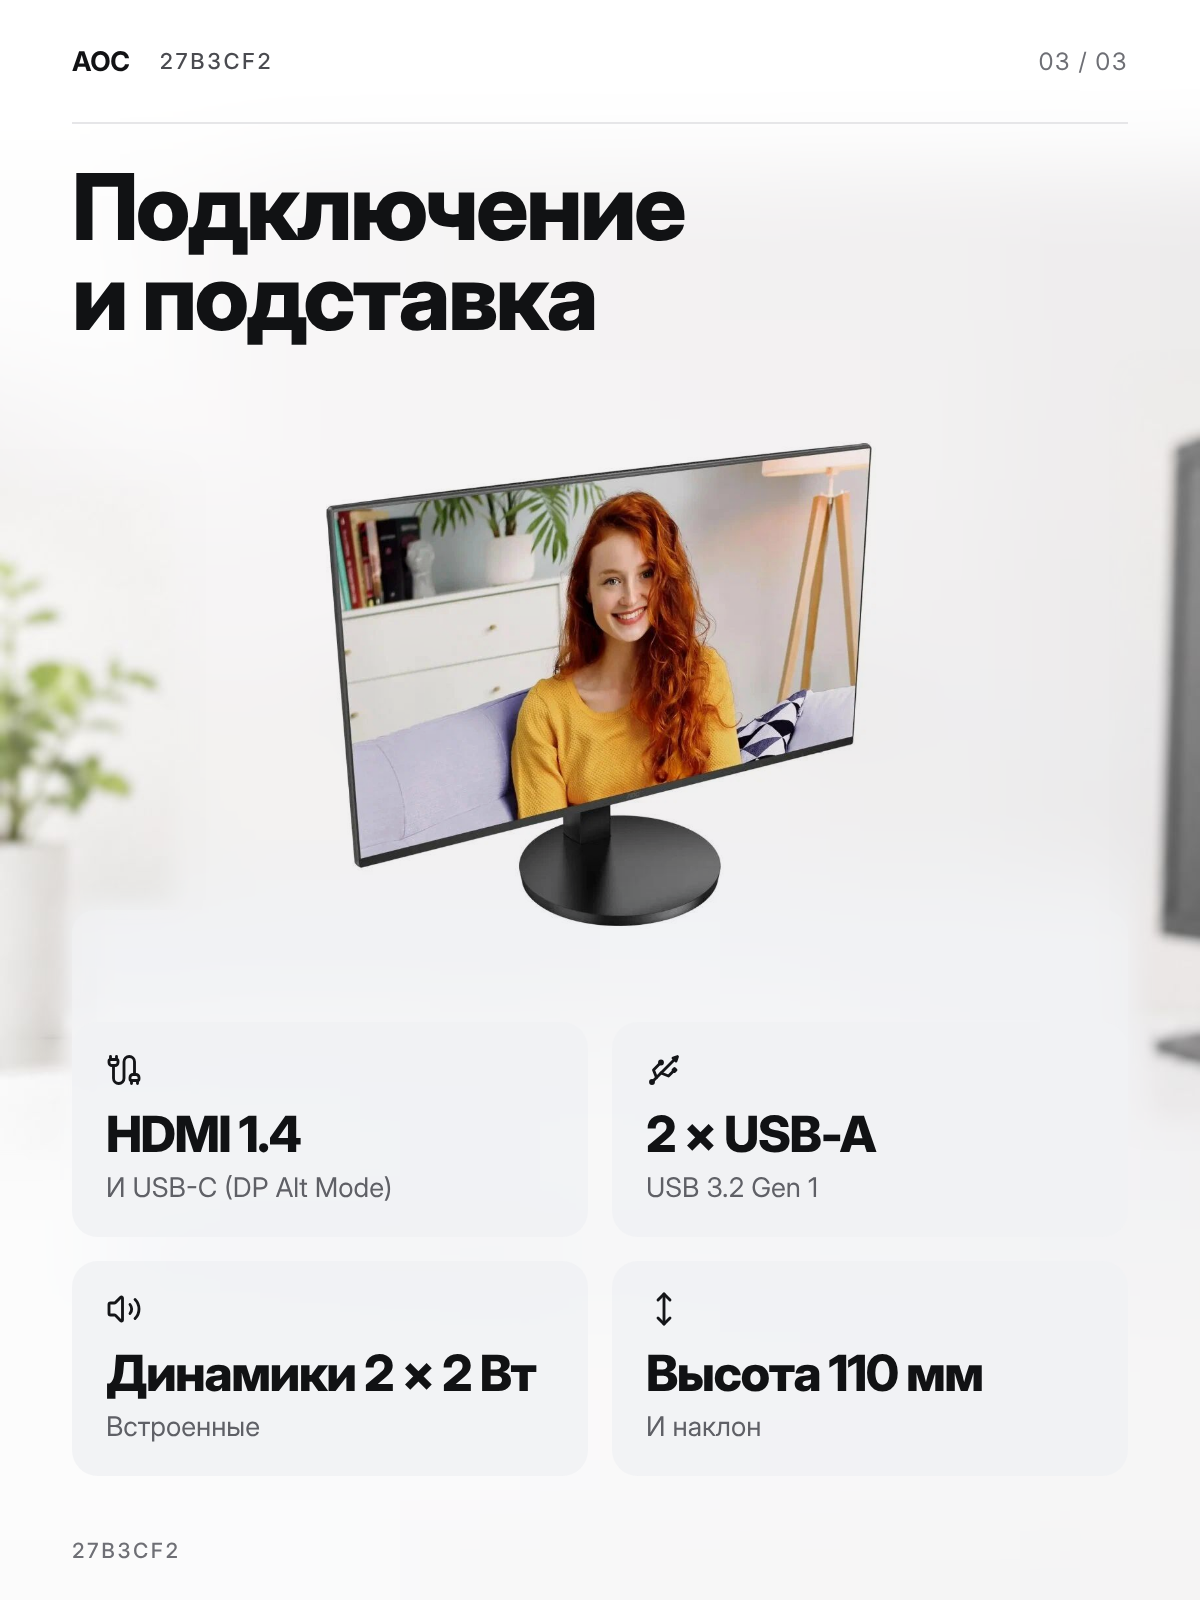 AOC 27B3CF2 03 / 03
Подключение
и подставка
HDMI 1.4
И USB-C (DP Alt Mode)
2 × USB-A
USB 3.2 Gen 1
Динамики 2 × 2 Вт
Встроенные
Высота 110 мм
И наклон
27B3CF2